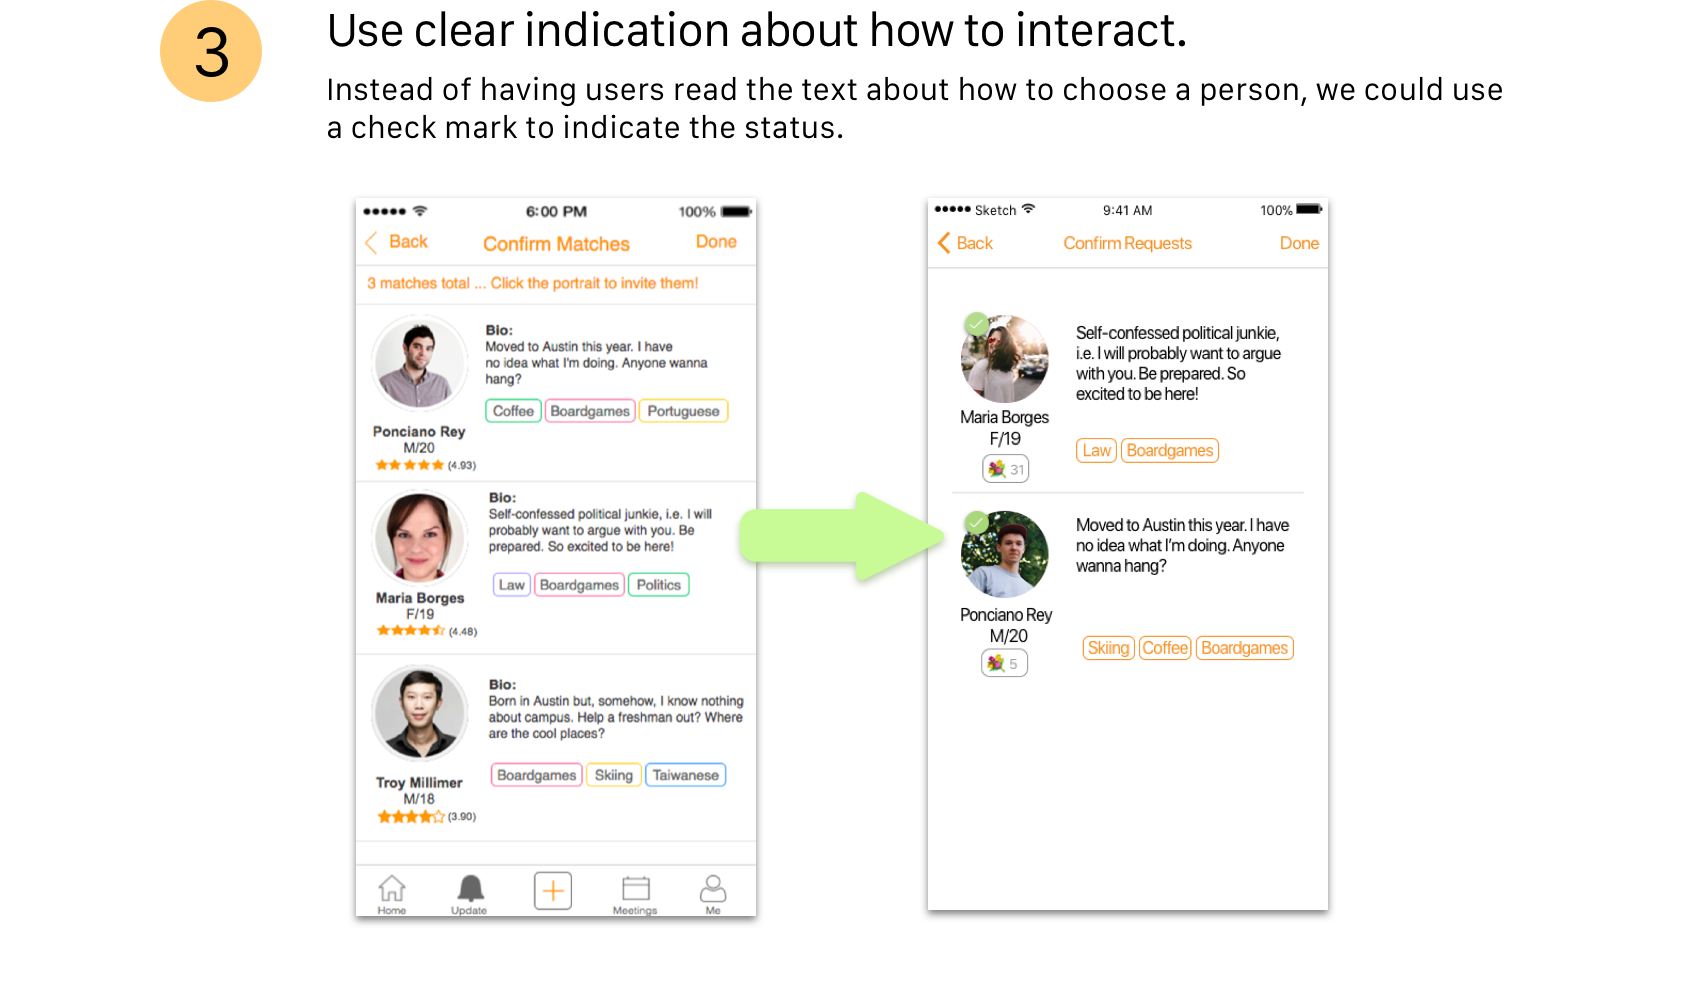 3
Use clear indication about how to interact.
Instead of having users read the text about how to choose a person, we could use
a check mark to indicate the status.
6:00 PM
100%
Back
Confirm Matches
Done
3 matches total ... Click the portrait to invite them!
Bio:
Moved to Austin this year. I have
no idea what I'm doing. Anyone wanna
hang?
Coffee
Boardgames
Portuguese
Ponciano Rey
M/20
(4.93)
Bio:
Self-confessed political junkie, i.e. I will
probably want to argue with you. Be
prepared. So excited to be here!
Law
Boardgames
Politics
Maria Borges
F/19
(4.48)
Bio:
Born in Austin but, somehow, I know nothing
about campus. Help a freshman out? Where
are the cool places?
Boardgames
Skiing
Taiwanese
Troy Millimer
M/18
(3.90)
Home
Update
Meetings
Me
Sketch
9:41 AM
100%
Back
Confirm Requests
Done
Self-confessed political junkie,
i.e. I will probably want to argue
with you. Be prepared. So
excited to be here!
Maria Borges
F/19
31
Law
Boardgames
Moved to Austin this year. I have
no idea what I'm doing. Anyone
wanna hang?
Ponciano Rey
M/20
5
Skiing
Coffee
Boardgames